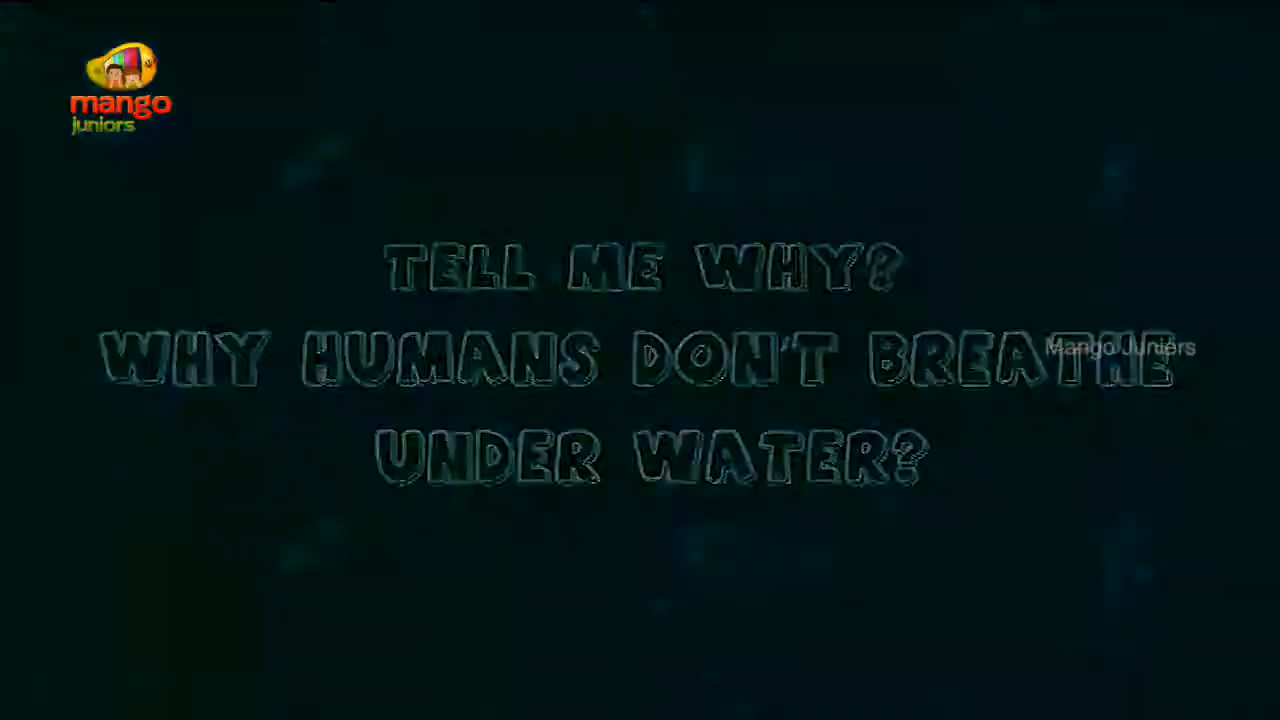 mango
juniors
TELL ME WHY?
WHY HUMANS DON'T BREATHE
Mango Juniors
UNDER WATER?